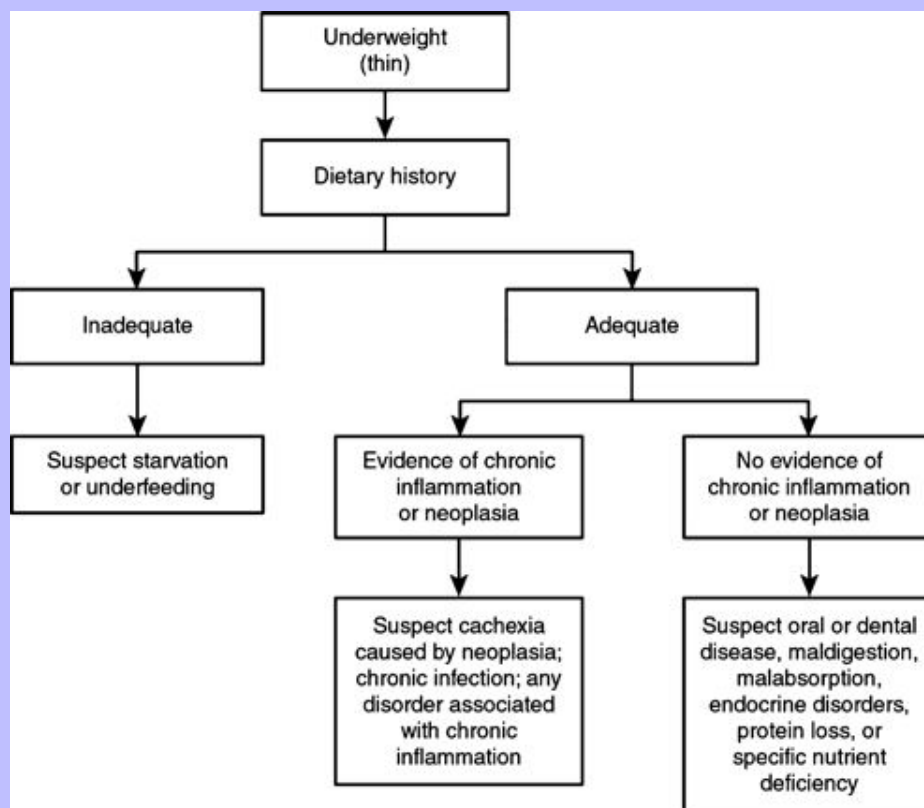 Underweight
(thin)
Dietary history
Inadequate
Adequate
Suspect starvation
or underfeeding
Evidence of chronic
inflammation
or neoplasia
No evidence of
chronic inflammation
or neoplasia
Suspect cachexia
caused by neoplasia;
chronic infection; any
disorder associated
with chronic
inflammation
Suspect oral or dental
disease, maldigestion,
malabsorption,
endocrine disorders,
protein loss, or
specific nutrient
deficiency